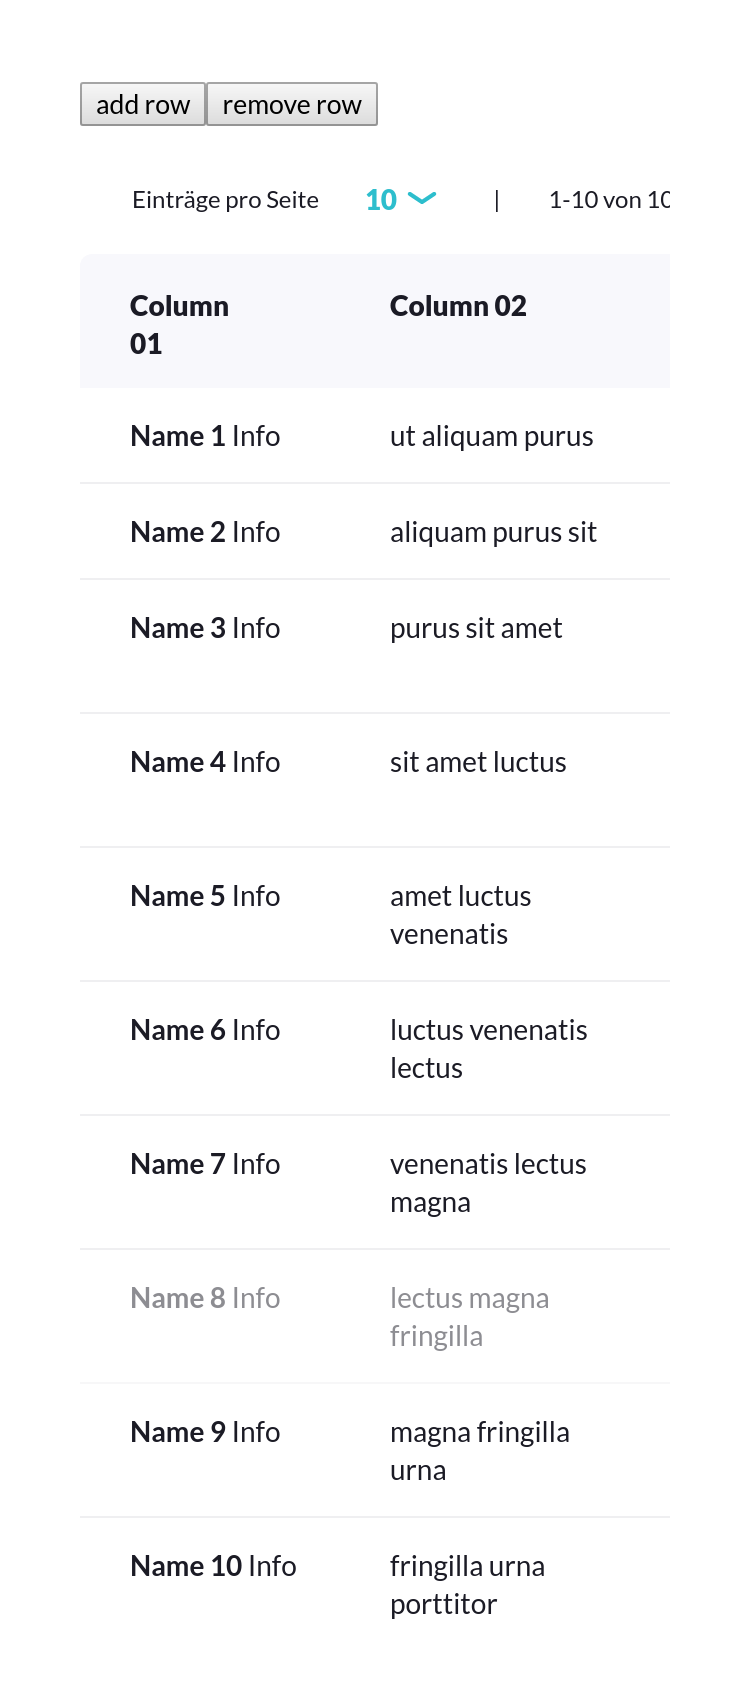 add row remove row
Einträge pro Seite 10 | 1-10 von 10
Column 01 Column 02
Name 1 Info ut aliquam purus
Name 2 Info aliquam purus sit
Name 3 Info purus sit amet
Name 4 Info sit amet luctus
Name 5 Info amet luctus
venenatis
Name 6 Info luctus venenatis
lectus
Name 7 Info venenatis lectus
magna
Name 8 Info lectus magna
fringilla
Name 9 Info magna fringilla
urna
Name 10 Info fringilla urna
porttitor